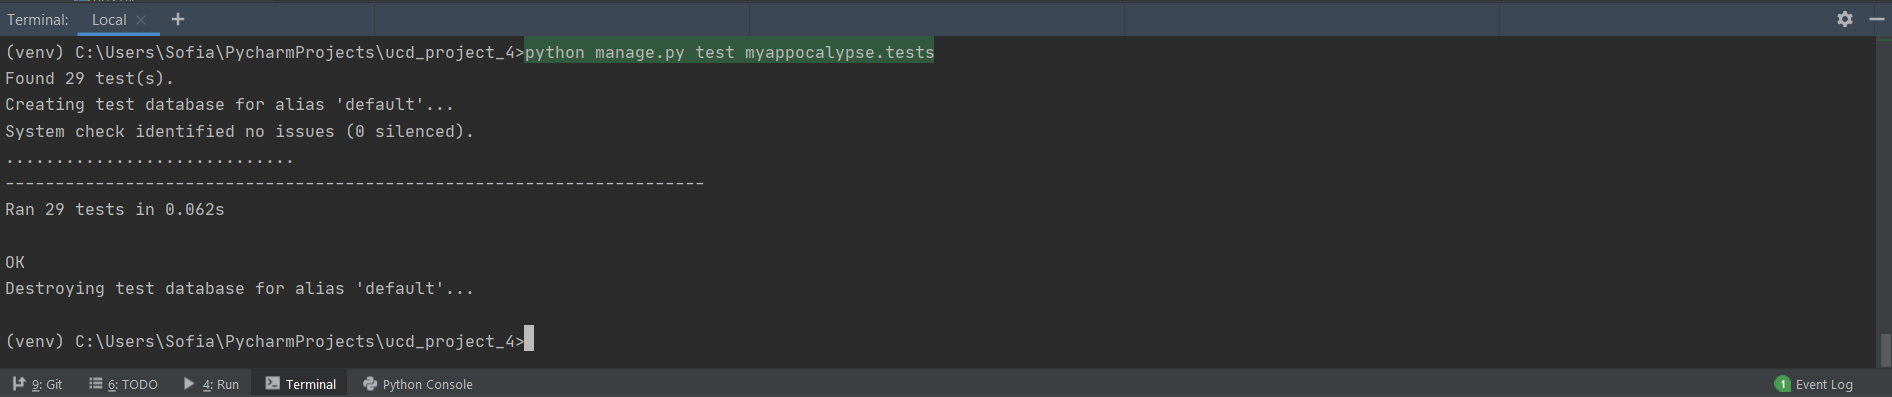 Terminal: Local × +
(venv) C:\Users\Sofia\PycharmProjects\ucd_project_4>python manage.py test myappocalypse.tests
Found 29 test(s).
Creating test database for alias 'default'...
System check identified no issues (0 silenced).
.............................
----------------------------------------------------------------------
Ran 29 tests in 0.062s
OK
Destroying test database for alias 'default'...
(venv) C:\Users\Sofia\PycharmProjects\ucd_project_4>
9: Git 6: TODO 4: Run Terminal Python Console 1 Event Log